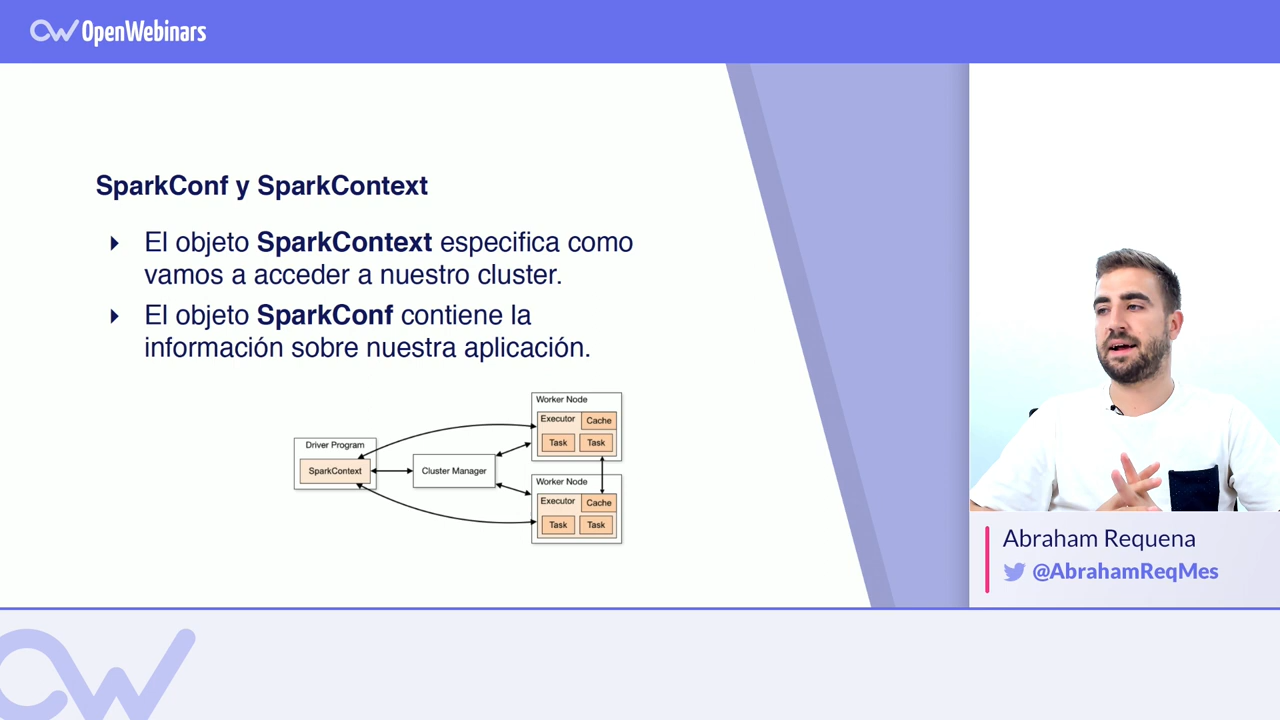 OpenWebinars
SparkConf y SparkContext
El objeto SparkContext especifica como
vamos a acceder a nuestro cluster.
El objeto SparkConf contiene la
información sobre nuestra aplicación.
Driver Program
SparkContext
Cluster Manager
Worker Node
Executor
Cache
Task
Task
Worker Node
Executor
Cache
Task
Task
Abraham Requena
@AbrahamReqMes